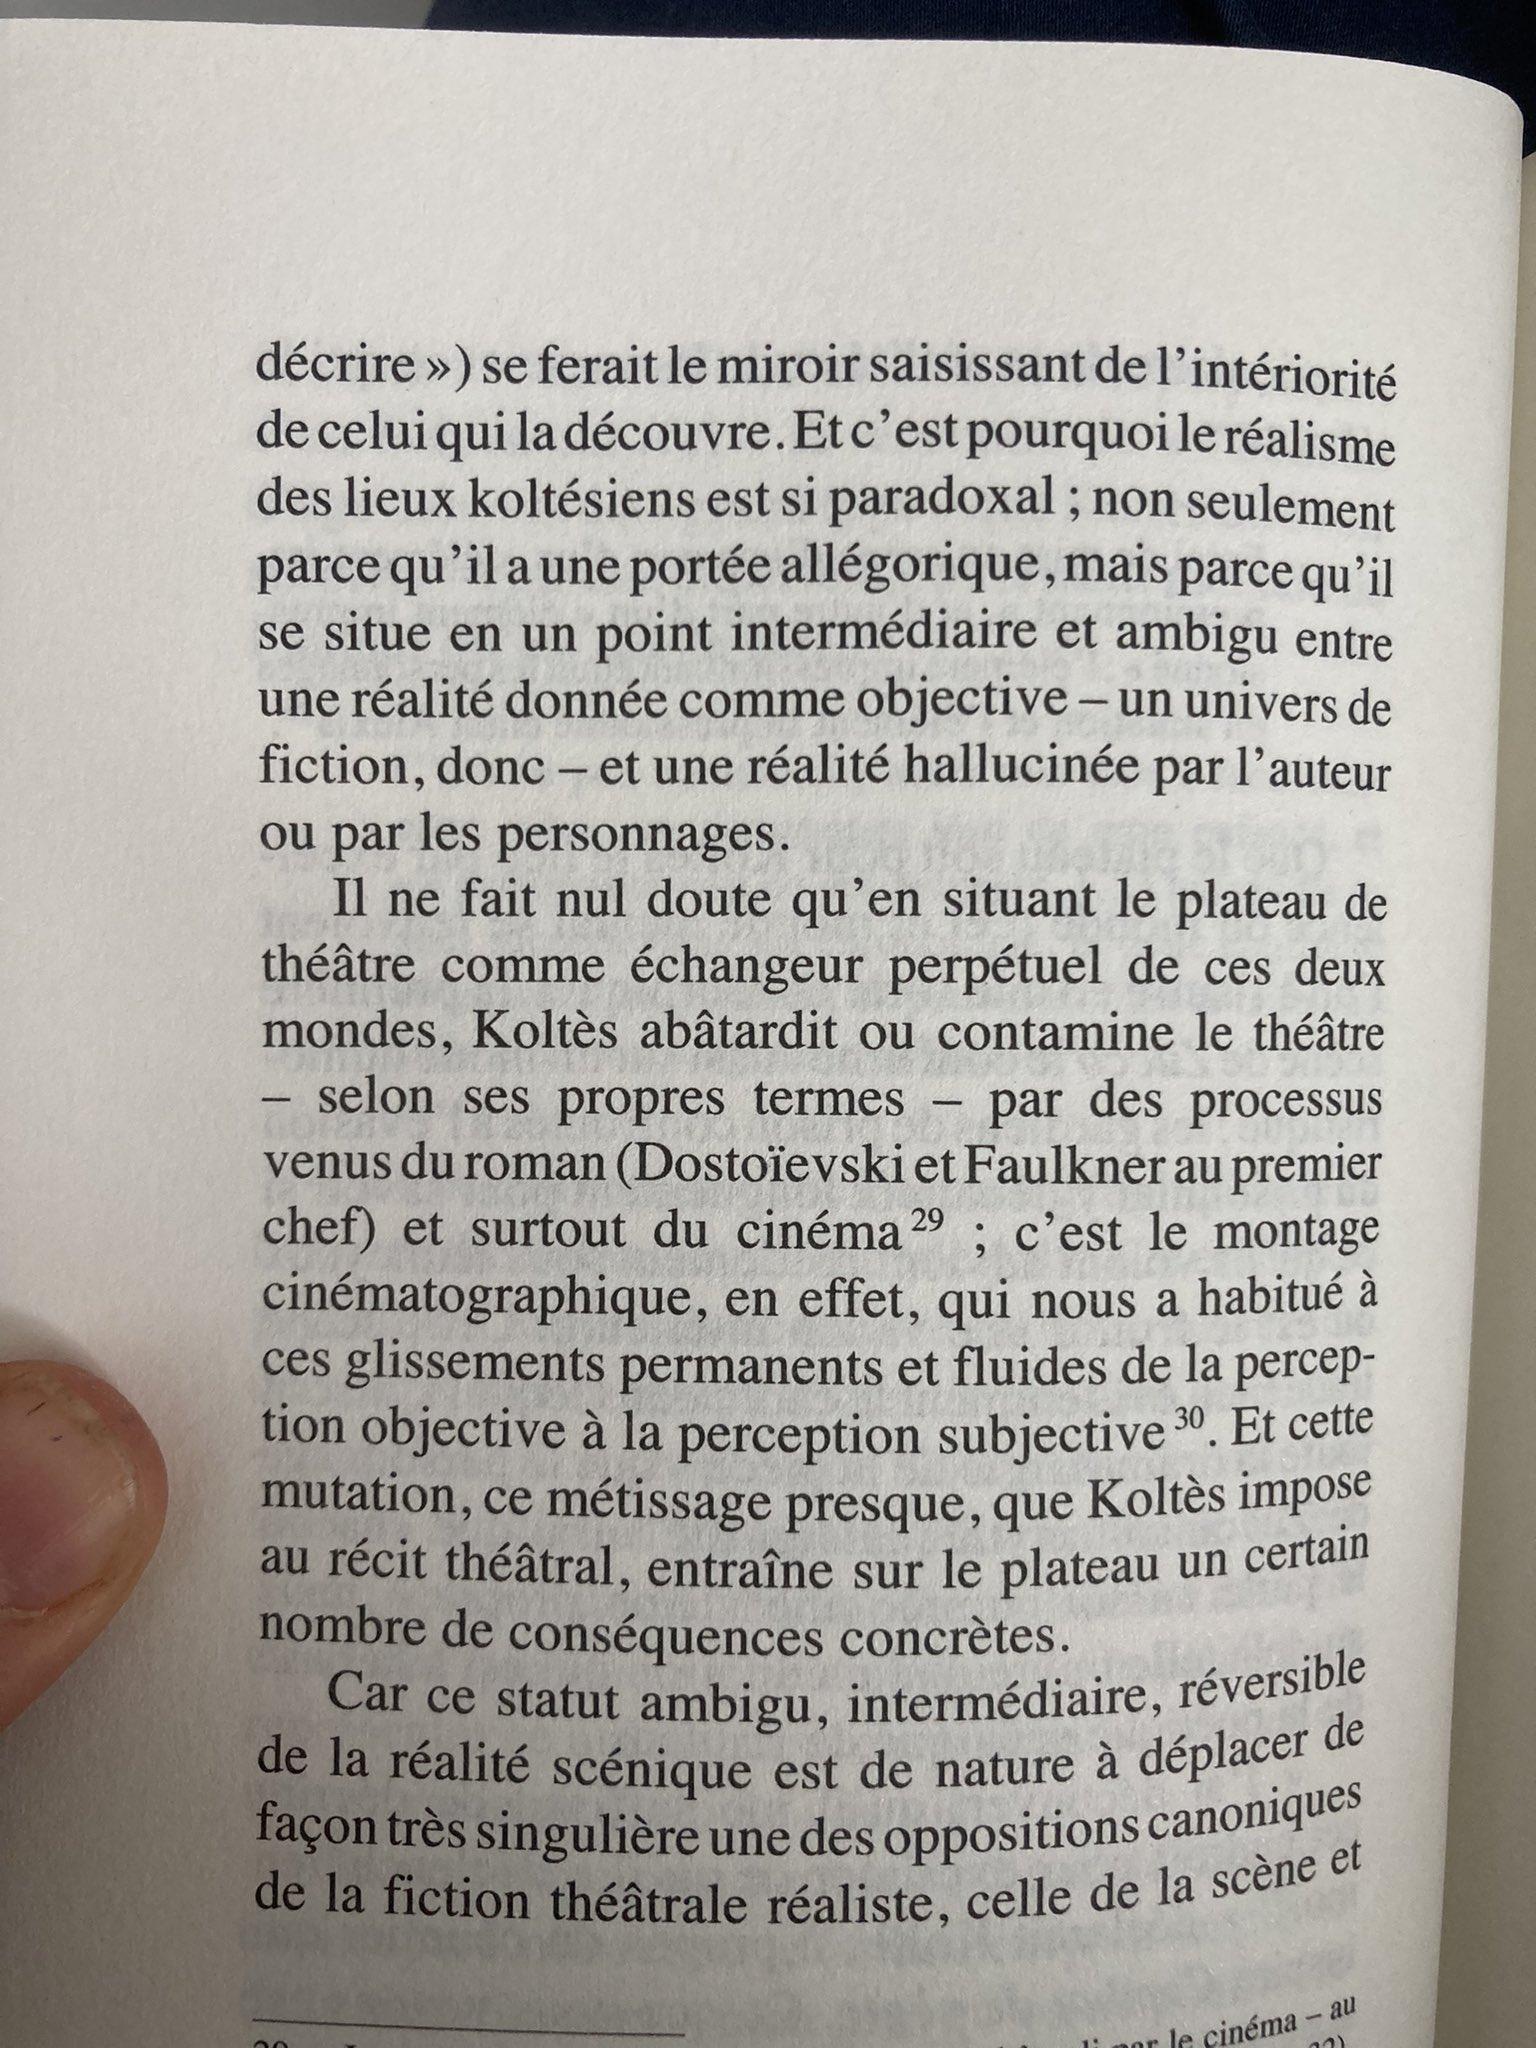 décrire ») se ferait le miroir saisissant de l'intériorité
de celui qui la découvre. Et c'est pourquoi le réalisme
des lieux koltésiens est si paradoxal ; non seulement
parce qu'il a une portée allégorique, mais parce qu'il
se situe en un point intermédiaire et ambigu entre
une réalité donnée comme objective – un univers de
fiction, donc – et une réalité hallucinée par l'auteur
ou par les personnages.
Il ne fait nul doute qu'en situant le plateau de
théâtre comme échangeur perpétuel de ces deux
mondes, Koltès abâtardit ou contamine le théâtre
– selon ses propres termes – par des processus
venus du roman (Dostoïevski et Faulkner au premier
chef) et surtout du cinéma 29 ; c'est le montage
cinématographique, en effet, qui nous a habitué à
ces glissements permanents et fluides de la percep-
tion objective à la perception subjective 30. Et cette
mutation, ce métissage presque, que Koltès impose
au récit théâtral, entraîne sur le plateau un certain
nombre de conséquences concrètes.
Car ce statut ambigu, intermédiaire, réversible
de la réalité scénique est de nature à déplacer de
façon très singulière une des oppositions canoniques
de la fiction théâtrale réaliste, celle de la scène et
par le cinéma – au